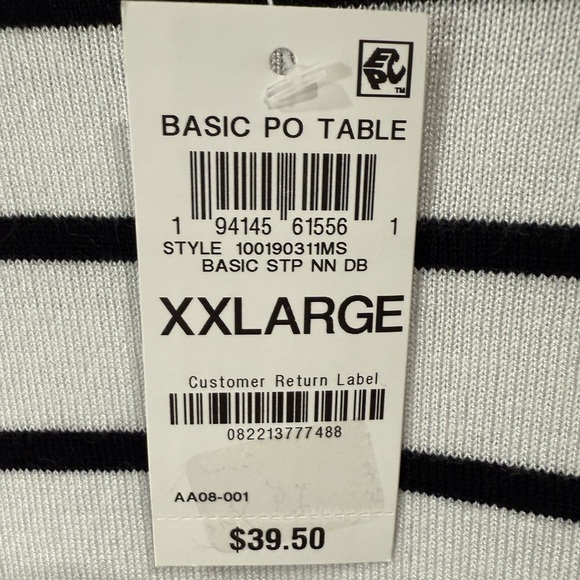 EPC
TM
BASIC PO TABLE
1 94145 61556 1
STYLE 100190311MS
BASIC STP NN DB
XXLARGE
Customer Return Label
082213777488
AA08-001
$39.50